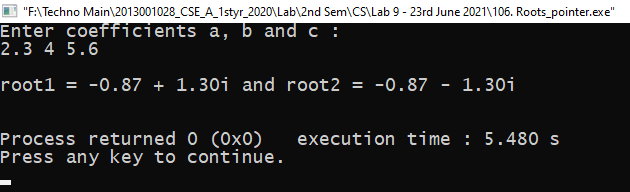 "F:\Techno Main\2013001028_CSE_A_1styr_2020\Lab\2nd Sem\CS\Lab 9 - 23rd June 2021\106. Roots_pointer.exe"
Enter coefficients a, b and c :
2.3 4 5.6
root1 = -0.87 + 1.30i and root2 = -0.87 - 1.30i
Process returned 0 (0x0)   execution time : 5.480 s
Press any key to continue.